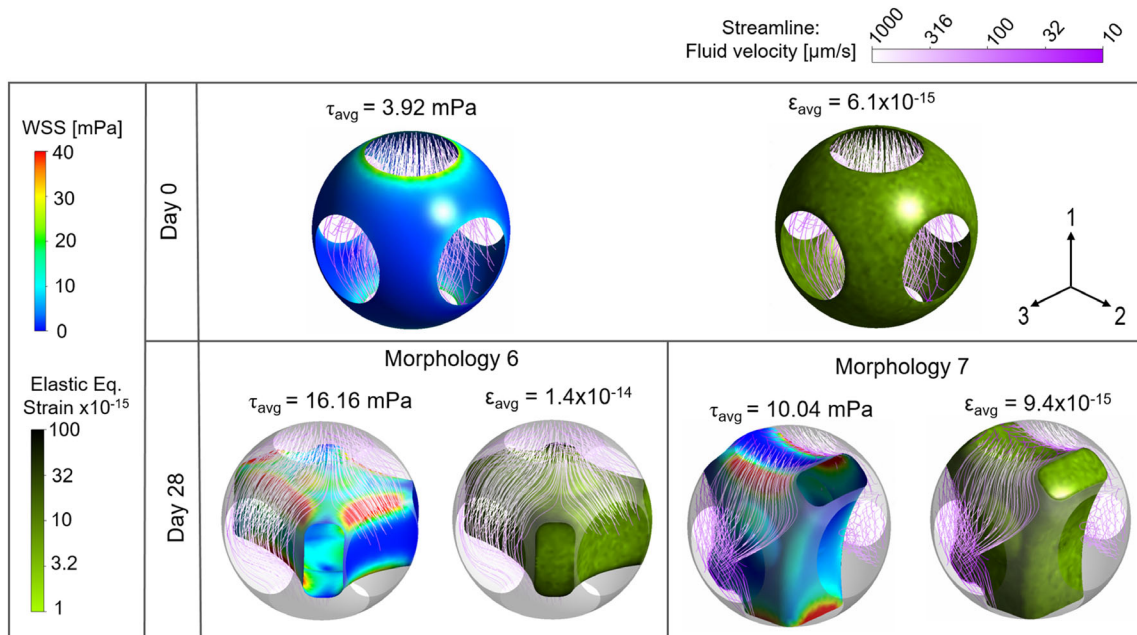 Streamline:
Fluid velocity [µm/s]
1000
316
100
32
10
WSS [mPa]
40
30
20
10
0
Elastic Eq.
Strain x10⁻¹⁵
100
32
10
3.2
1
Day 0
τavg = 3.92 mPa
εavg = 6.1x10⁻¹⁵
1
3
2
Day 28
Morphology 6
τavg = 16.16 mPa
εavg = 1.4x10⁻¹⁴
Morphology 7
τavg = 10.04 mPa
εavg = 9.4x10⁻¹⁵